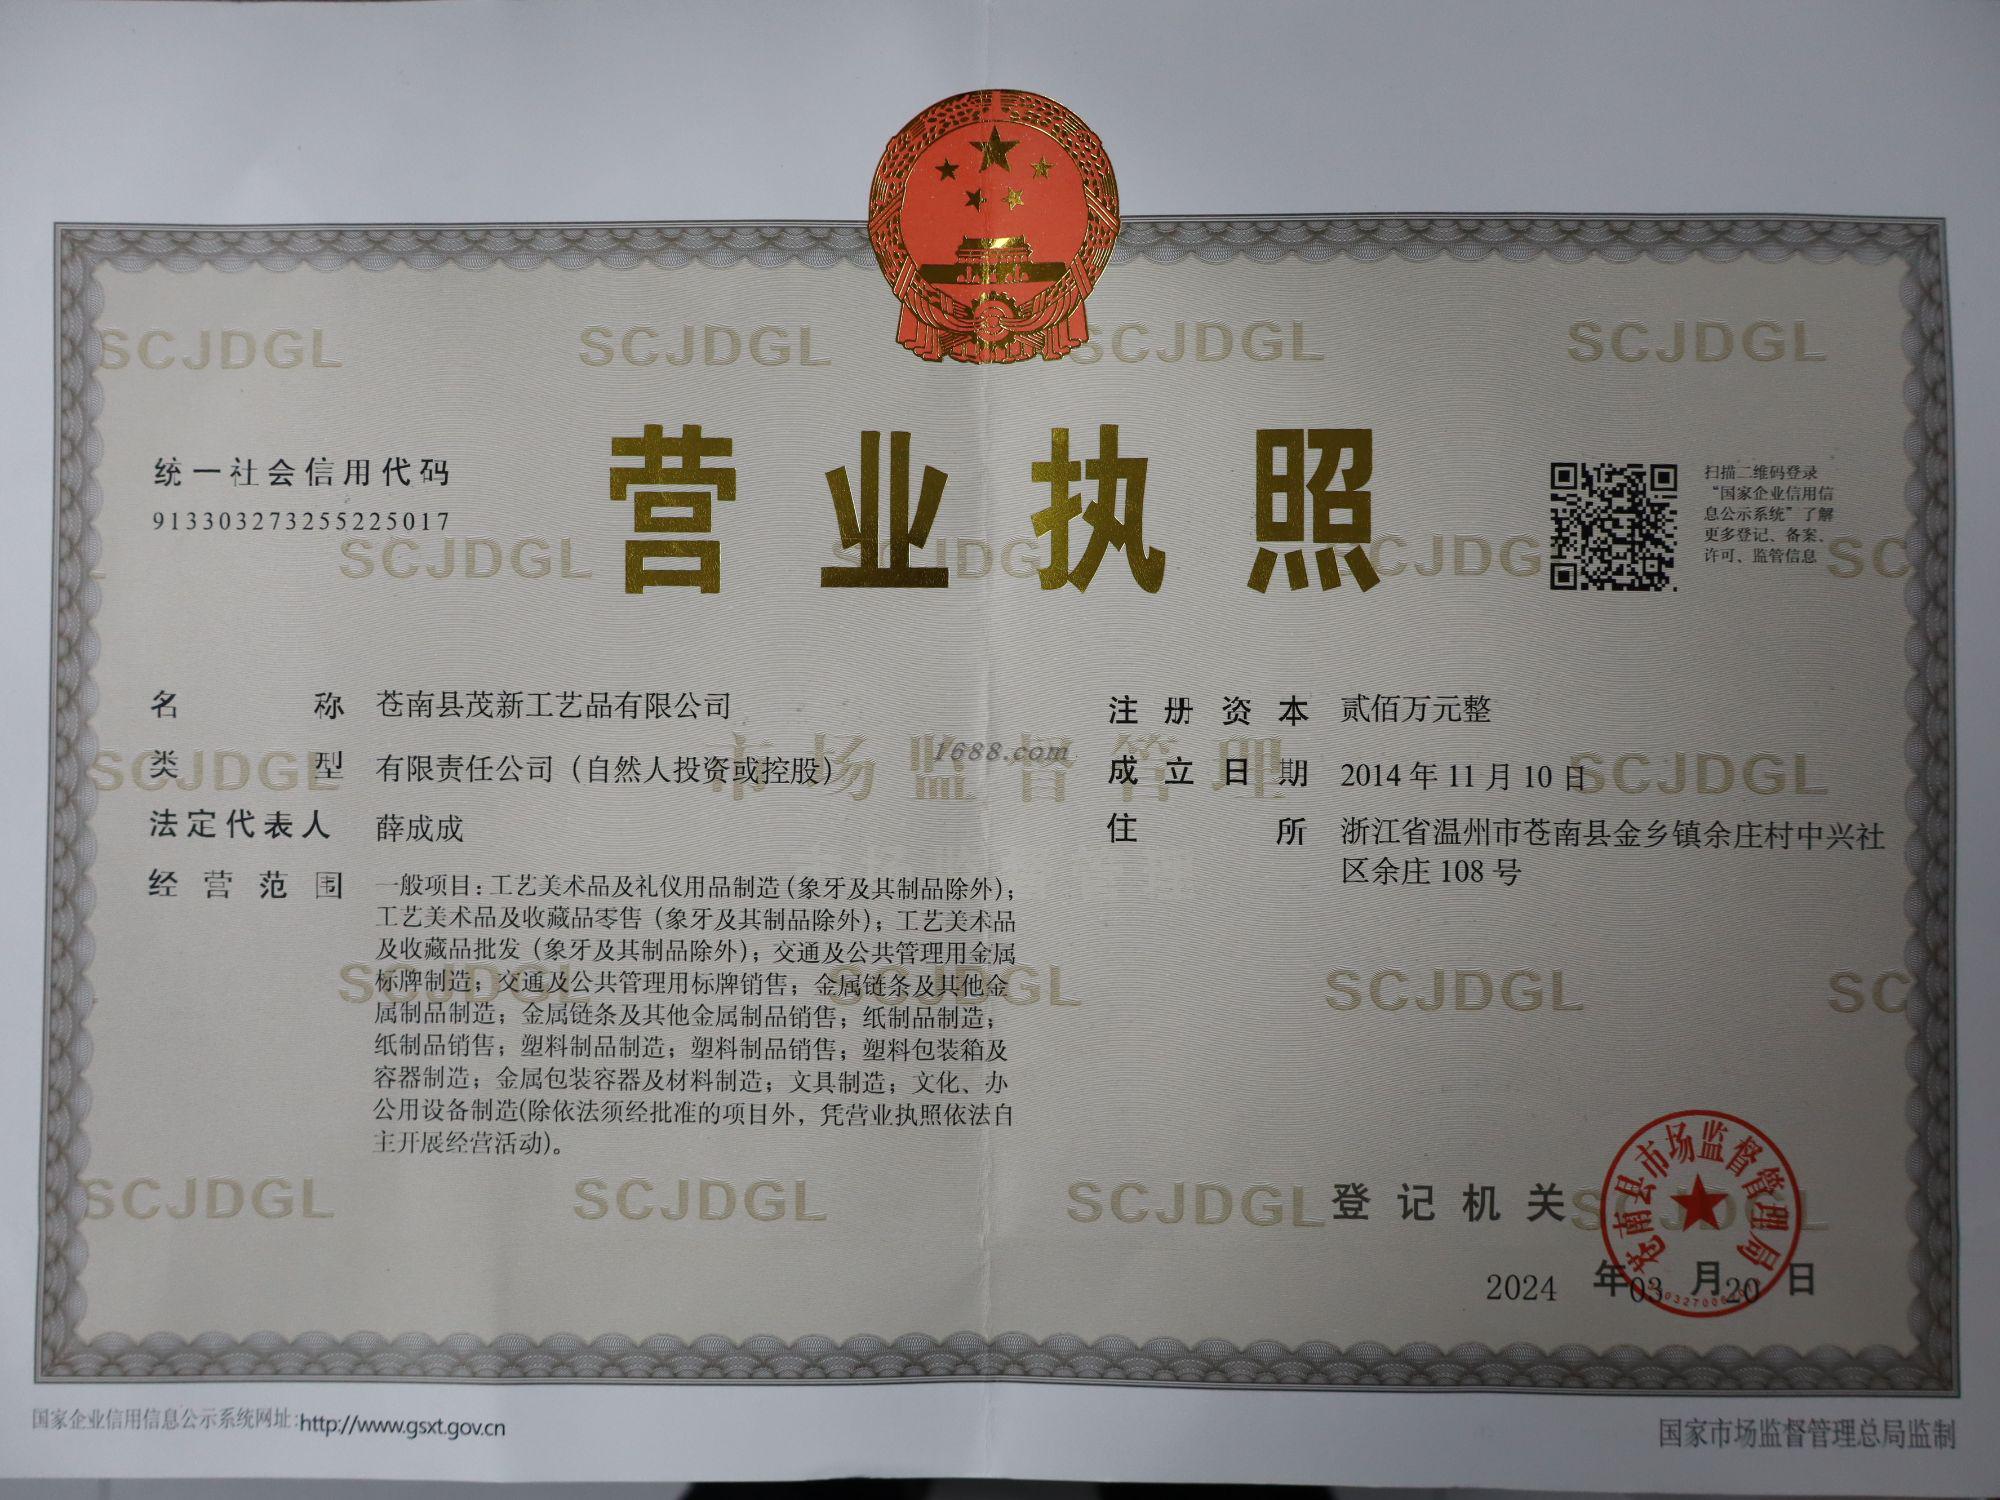 营业执照
统一社会信用代码
913303273255225017
扫描二维码登录
“国家企业信用信
息公示系统”了解
更多登记、备案、
许可、监管信息
名称 苍南县茂新工艺品有限公司
类型 有限责任公司（自然人投资或控股）
法定代表人 薛成成
经营范围 一般项目：工艺美术品及礼仪用品制造（象牙及其制品除外）；
工艺美术品及收藏品零售（象牙及其制品除外）；工艺美术品
及收藏品批发（象牙及其制品除外）；交通及公共管理用金属
标牌制造；交通及公共管理用标牌销售；金属链条及其他金
属制品制造；金属链条及其他金属制品销售；纸制品制造；
纸制品销售；塑料制品制造；塑料制品销售；塑料包装箱及
容器制造；金属包装容器及材料制造；文具制造；文化、办
公用设备制造(除依法须经批准的项目外，凭营业执照依法自
主开展经营活动)。
注册资本 贰佰万元整
成立日期 2014年11月10日
住所 浙江省温州市苍南县金乡镇余庄村中兴社
区余庄108号
市场监督管理
1688.com
SCJDGL SCJDGL SCJDGL SCJDGL
登记机关
苍南县市场监督管理局
2024年03月20日
国家企业信用信息公示系统网址:http://www.gsxt.gov.cn
国家市场监督管理总局监制